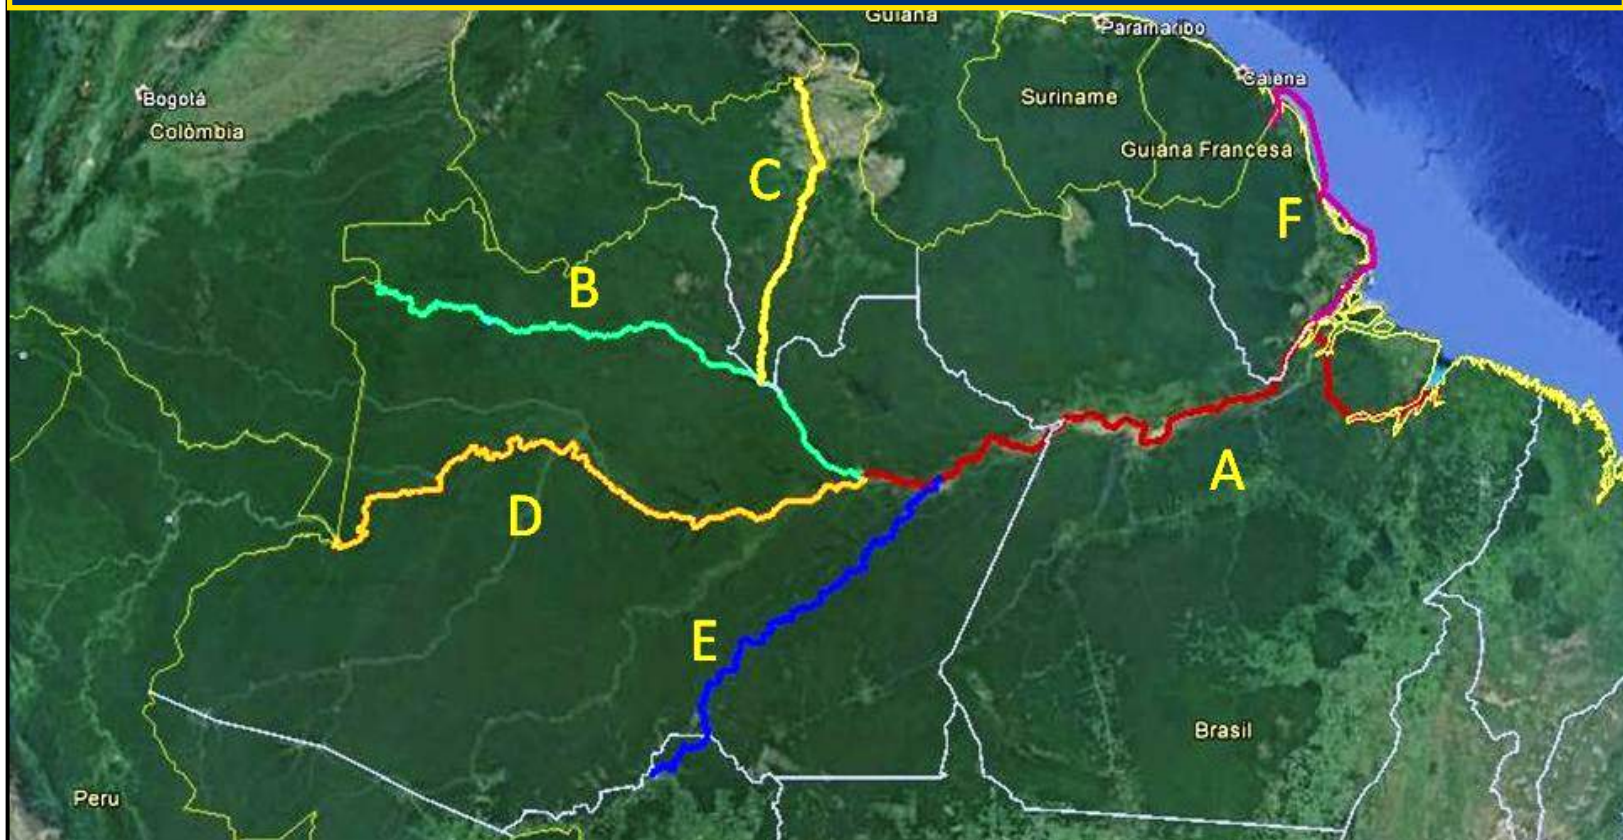 Guiana
Paramaribo
Caiena
Bogotá
Suriname
Colômbia
Guiana Francesa
C
F
B
A
D
E
Brasil
Peru